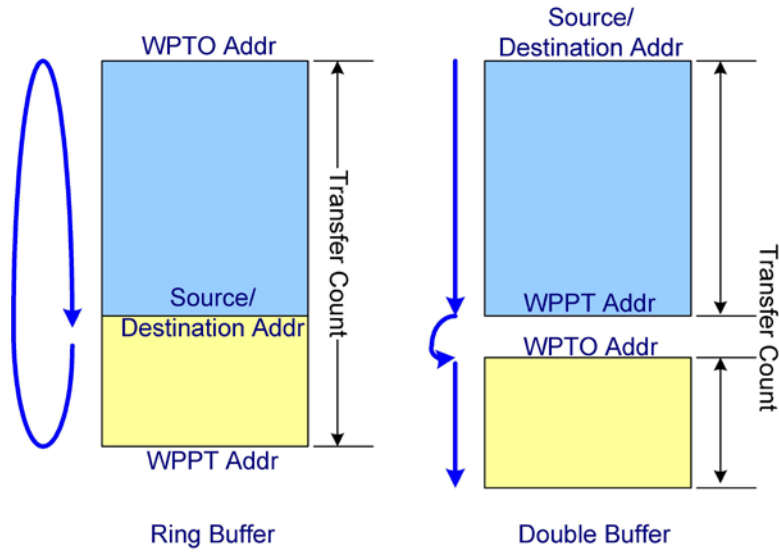 WPTO Addr
Transfer Count
Source/
Destination Addr
WPPT Addr
Ring Buffer
Source/
Destination Addr
WPPT Addr
WPTO Addr
Transfer Count
Double Buffer